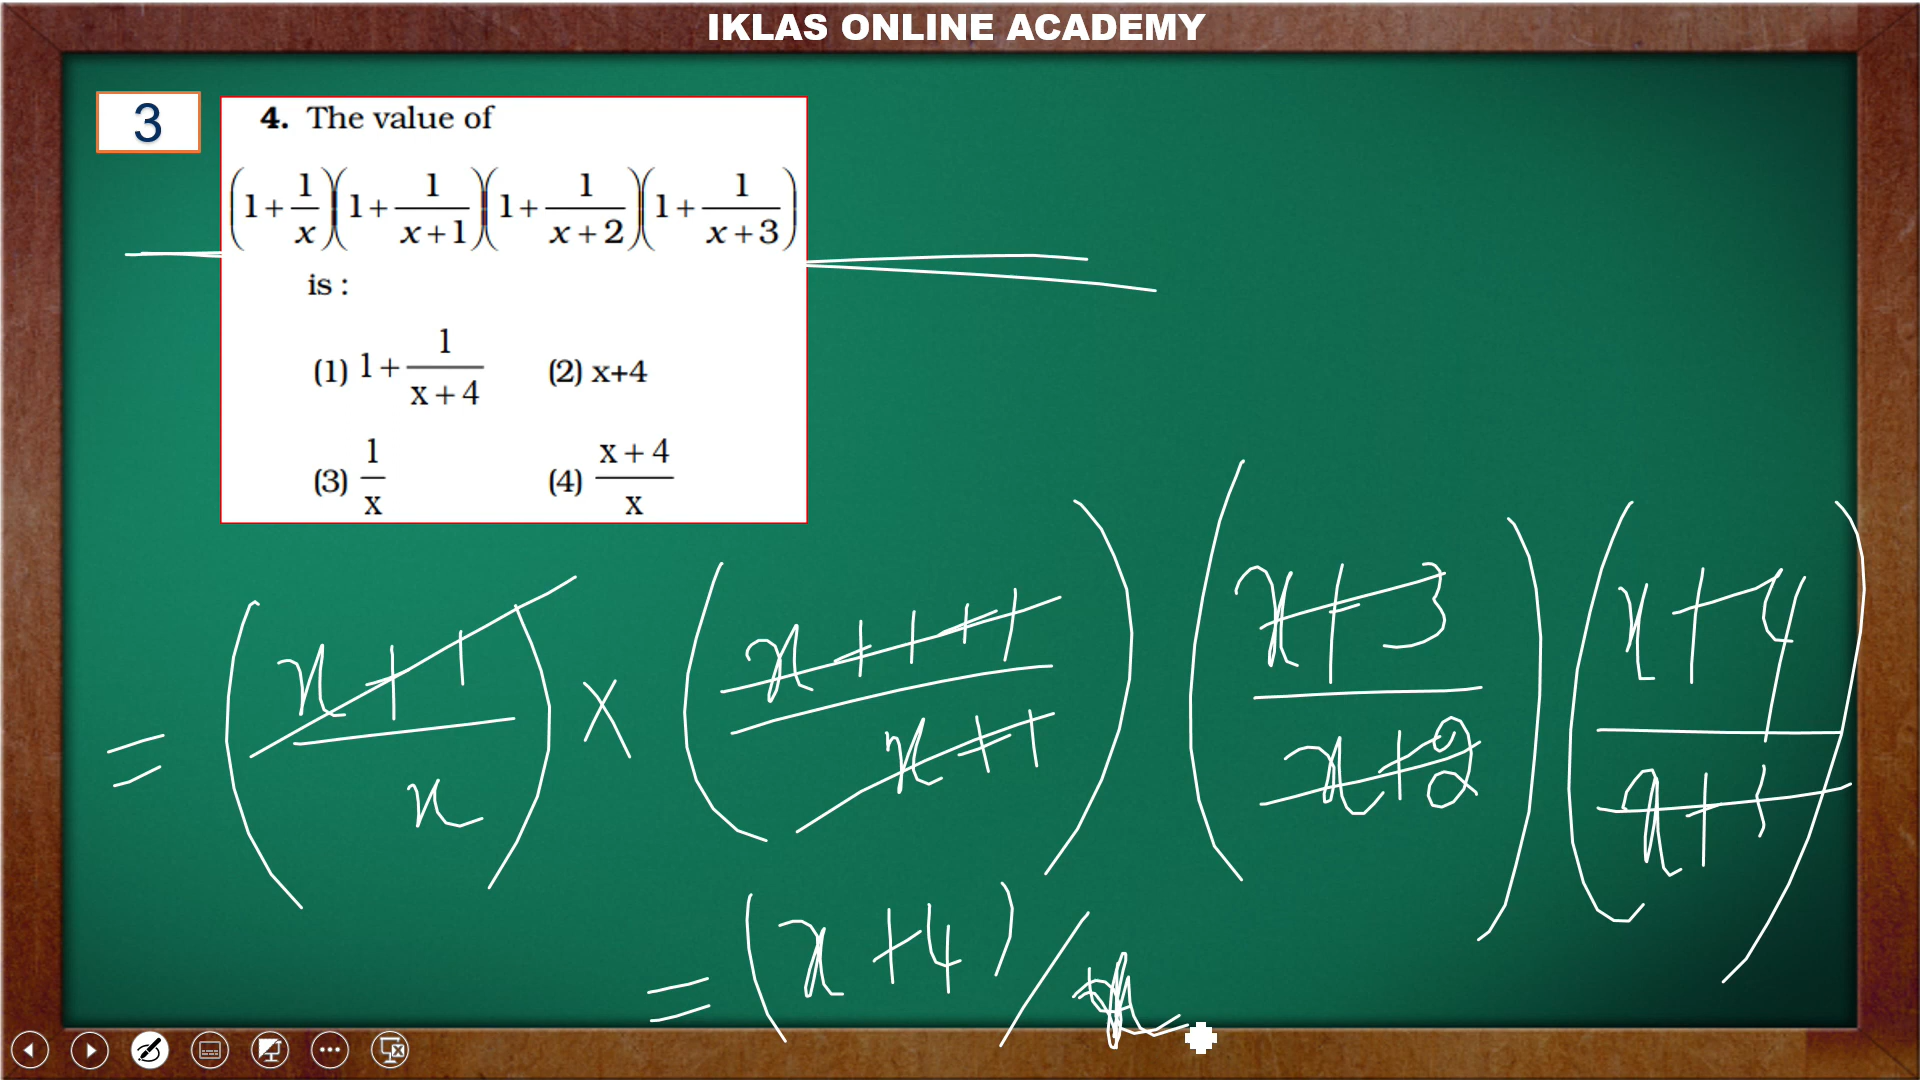 IKLAS ONLINE ACADEMY
3
4. The value of
(1+1/x)(1+1/(x+1))(1+1/(x+2))(1+1/(x+3))
is :
(1) 1+1/(x+4) (2) x+4
(3) 1/x (4) (x+4)/x
= ((x+1)/x) × ((x+1+1)/(x+1)) ((x+3)/(x+2)) ((x+4)/(x+3))
= (x+4)/x